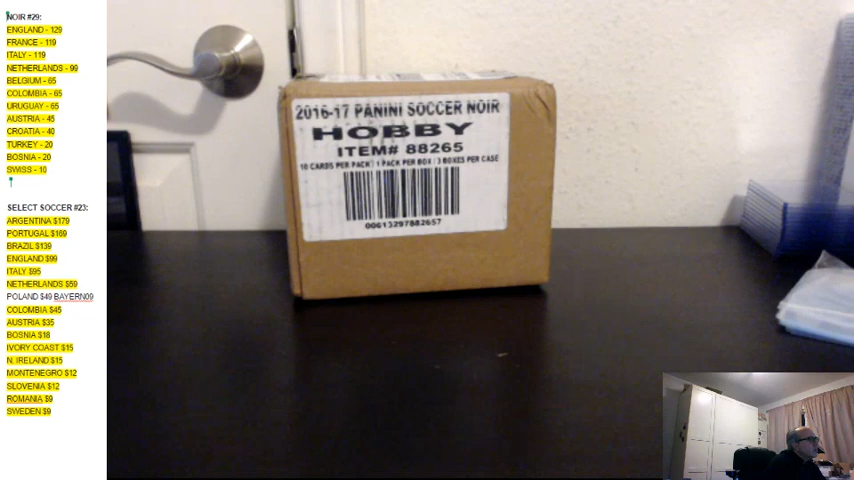 NOIR #29:
ENGLAND - 129
FRANCE - 119
ITALY - 119
NETHERLANDS - 99
BELGIUM - 65
COLOMBIA - 65
URUGUAY - 65
AUSTRIA - 45
CROATIA - 40
TURKEY - 20
BOSNIA - 20
SWISS - 10
SELECT SOCCER #23:
ARGENTINA $179
PORTUGAL $169
BRAZIL $139
ENGLAND $99
ITALY $95
NETHERLANDS $59
POLAND $49 BAYERN09
COLOMBIA $45
AUSTRIA $35
BOSNIA $18
IVORY COAST $15
N. IRELAND $15
MONTENEGRO $12
SLOVENIA $12
ROMANIA $9
SWEDEN $9
2016-17 PANINI SOCCER NOIR
HOBBY
ITEM# 88265
10 CARDS PER PACK | 1 PACK PER BOX | 3 BOXES PER CASE
00613297882657